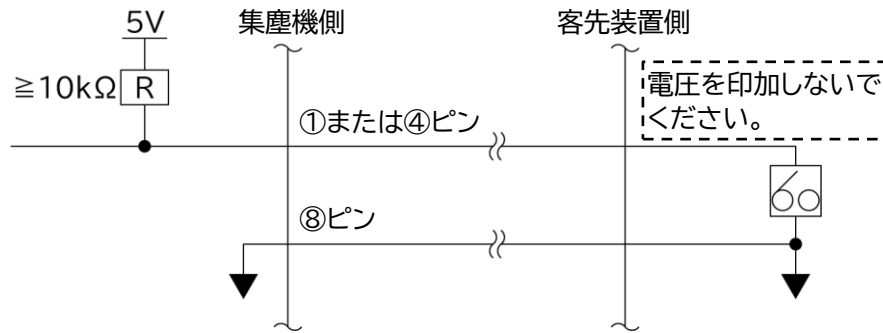 5V
集塵機側
客先装置側
≧10kΩ
R
電圧を印加しないで
ください。
①または④ピン
⑧ピン